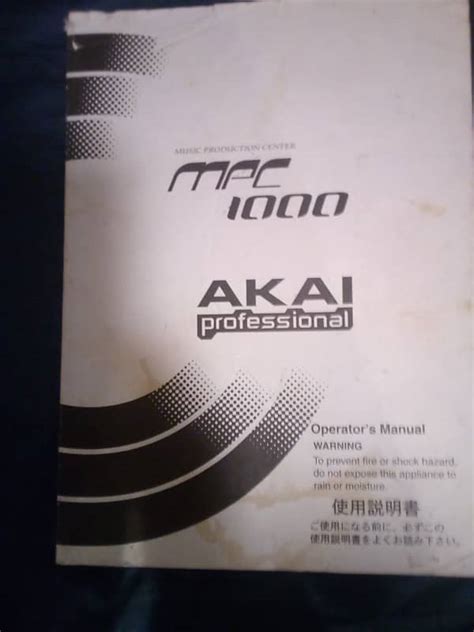 MUSIC PRODUCTION CENTER
MPC
1000
AKAI
professional
Operator's Manual
WARNING
To prevent fire or shock hazard,
do not expose this appliance to
rain or moisture.
使用説明書
ご使用になる前に、必ずこの
使用説明書をよくお読み下さい。